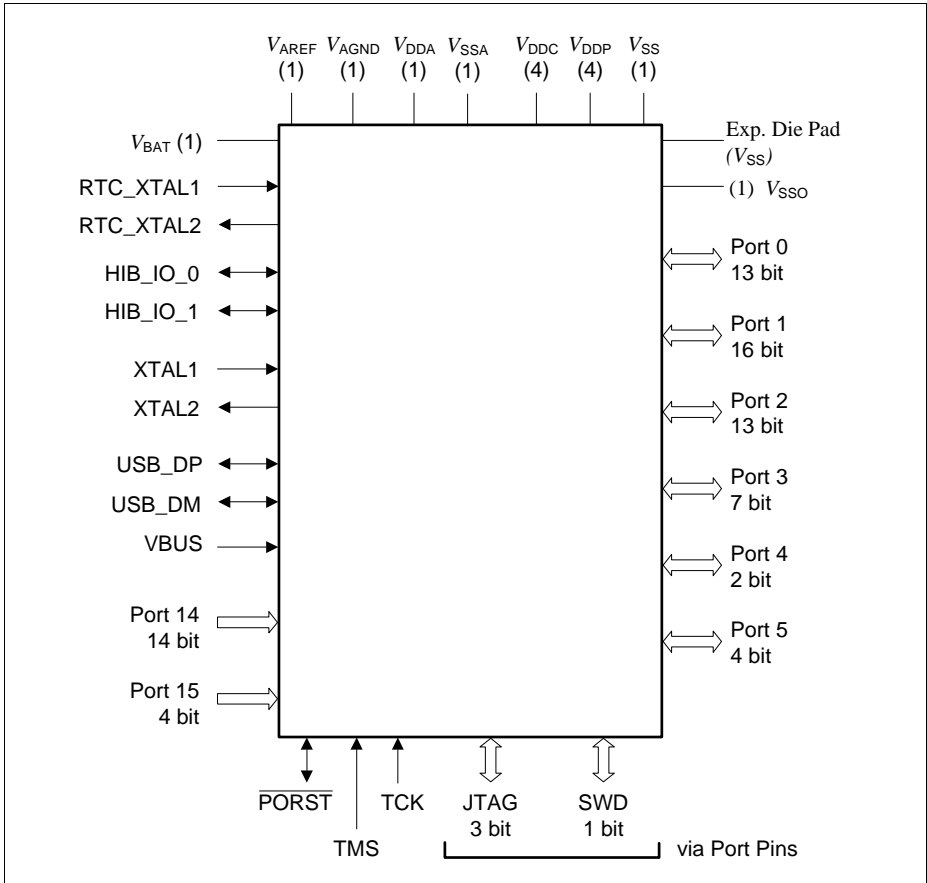 VAREF VAGND VDDA VSSA VDDC VDDP VSS
(1) (1) (1) (1) (4) (4) (1)
VBAT (1)
RTC_XTAL1
RTC_XTAL2
HIB_IO_0
HIB_IO_1
XTAL1
XTAL2
USB_DP
USB_DM
VBUS
Port 14
14 bit
Port 15
4 bit
Exp. Die Pad
(VSS)
(1) VSSO
Port 0
13 bit
Port 1
16 bit
Port 2
13 bit
Port 3
7 bit
Port 4
2 bit
Port 5
4 bit
PORST TCK JTAG SWD
3 bit 1 bit
TMS via Port Pins